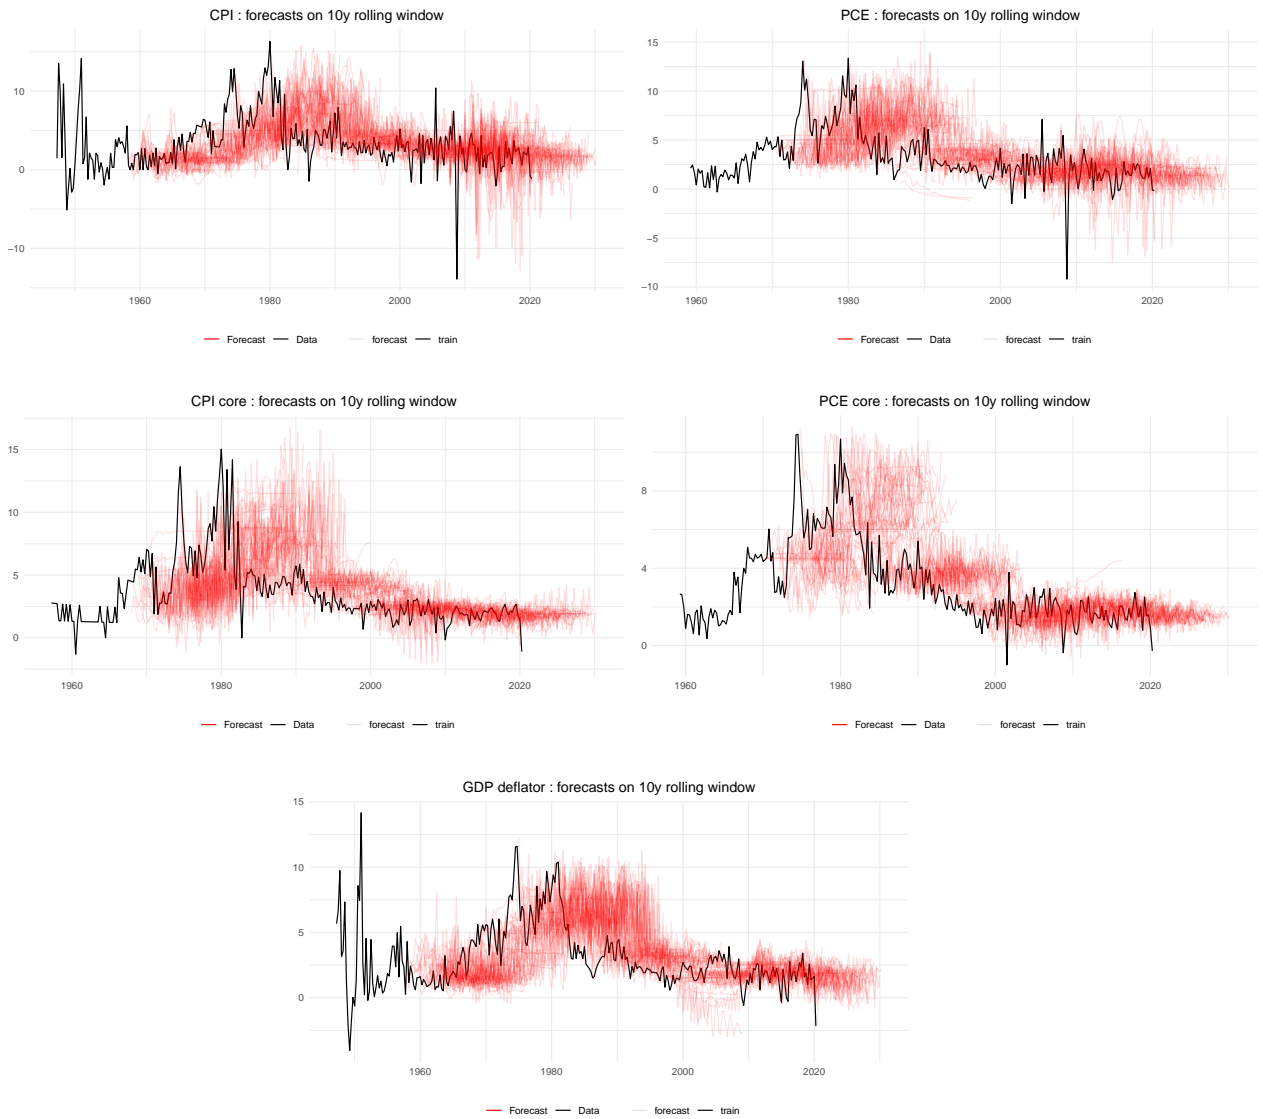 CPI : forecasts on 10y rolling window
10
0
−10
1960 1980 2000 2020
Forecast Data forecast train
PCE : forecasts on 10y rolling window
15
10
5
0
−5
−10
1960 1980 2000 2020
Forecast Data forecast train
CPI core : forecasts on 10y rolling window
15
10
5
0
1960 1980 2000 2020
Forecast Data forecast train
PCE core : forecasts on 10y rolling window
8
4
0
1960 1980 2000 2020
Forecast Data forecast train
GDP deflator : forecasts on 10y rolling window
15
10
5
0
1960 1980 2000 2020
Forecast Data forecast train